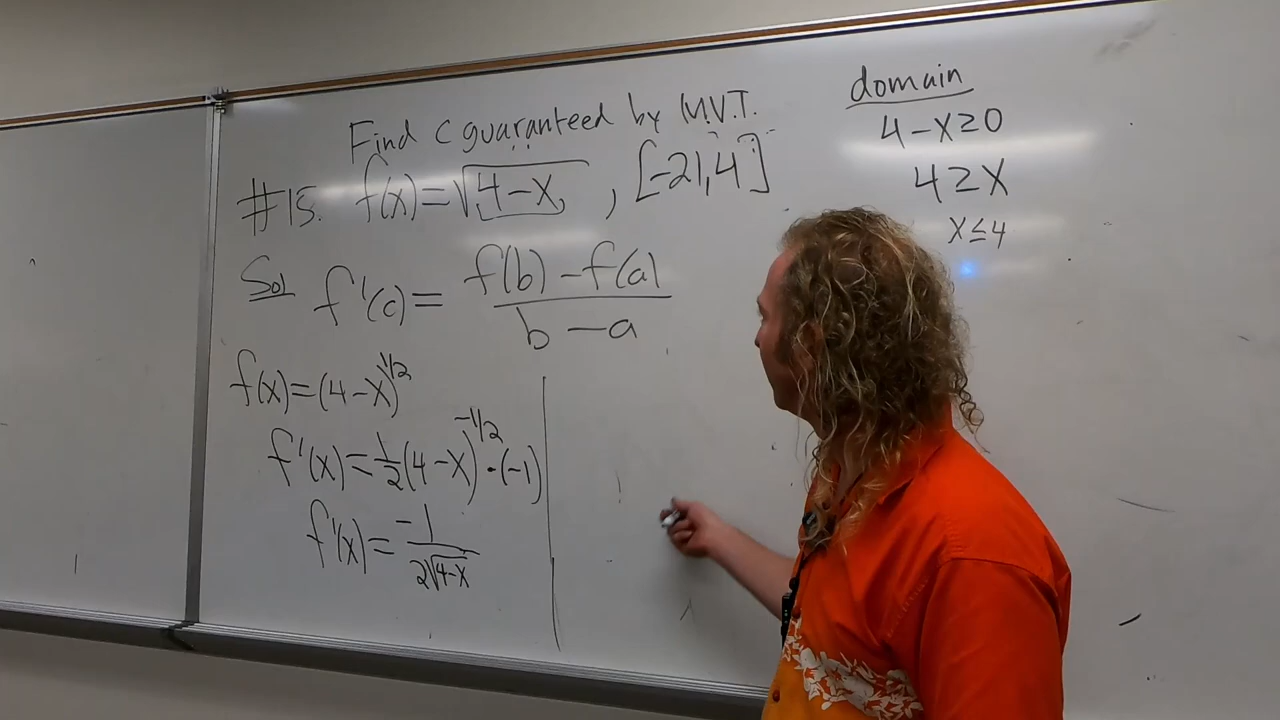 Find C guaranteed by M.V.T.
#15. f(x)=√4-x , [-21,4]
Sol f'(c) = f(b)-f(a) / b-a
f(x)=(4-x)^1/2
f'(x)=1/2(4-x)^-1/2 ·(-1)
f'(x)=-1/2√4-x
domain
4-x≥0
4≥x
x≤4